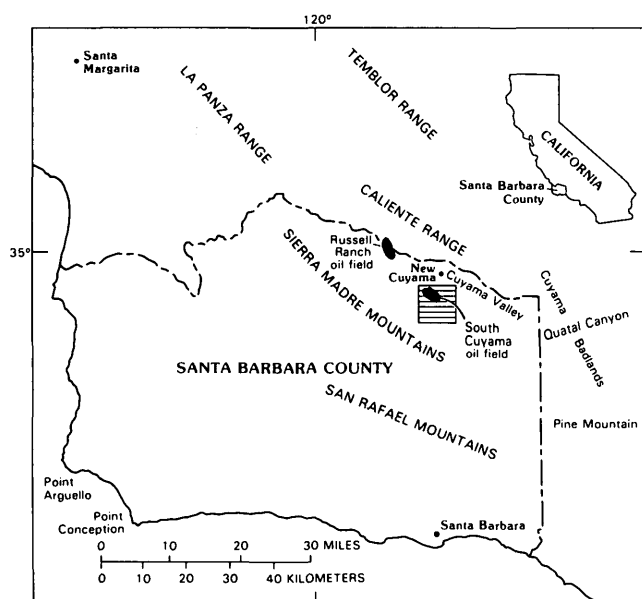 120°
Santa
Margarita
LA PANZA RANGE
TEMBLOR RANGE
CALIFORNIA
Santa Barbara
County
35°
CALIENTE RANGE
Russell
Ranch
oil field
SIERRA MADRE MOUNTAINS
New
Cuyama
Cuyama Valley
South
Cuyama
oil field
Cuyama
Badlands
Quatal Canyon
SANTA BARBARA COUNTY
SAN RAFAEL MOUNTAINS
Pine Mountain
Point
Arguello
Point
Conception
Santa Barbara
0 10 20 30 MILES
0 10 20 30 40 KILOMETERS